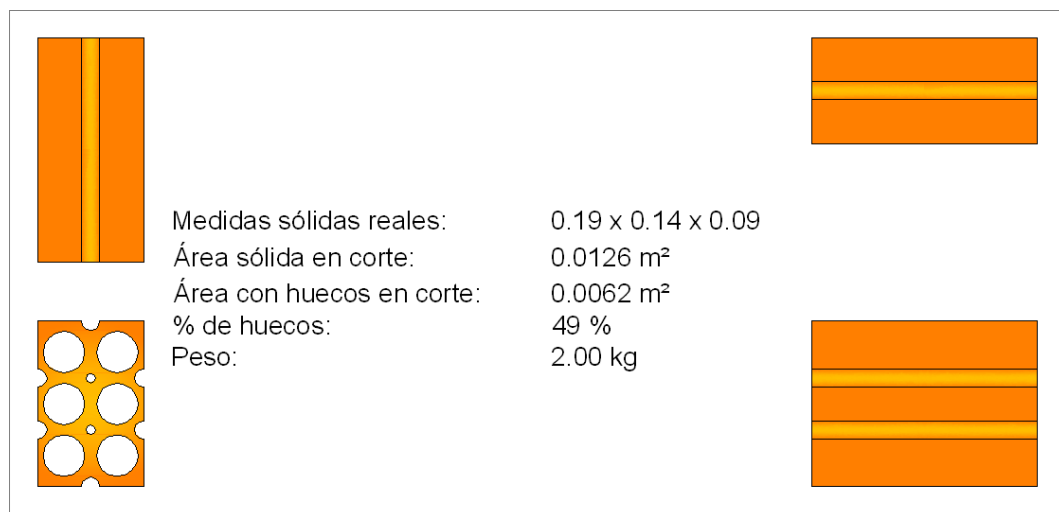 Medidas sólidas reales: 0.19 x 0.14 x 0.09
Área sólida en corte: 0.0126 m²
Área con huecos en corte: 0.0062 m²
% de huecos: 49 %
Peso: 2.00 kg